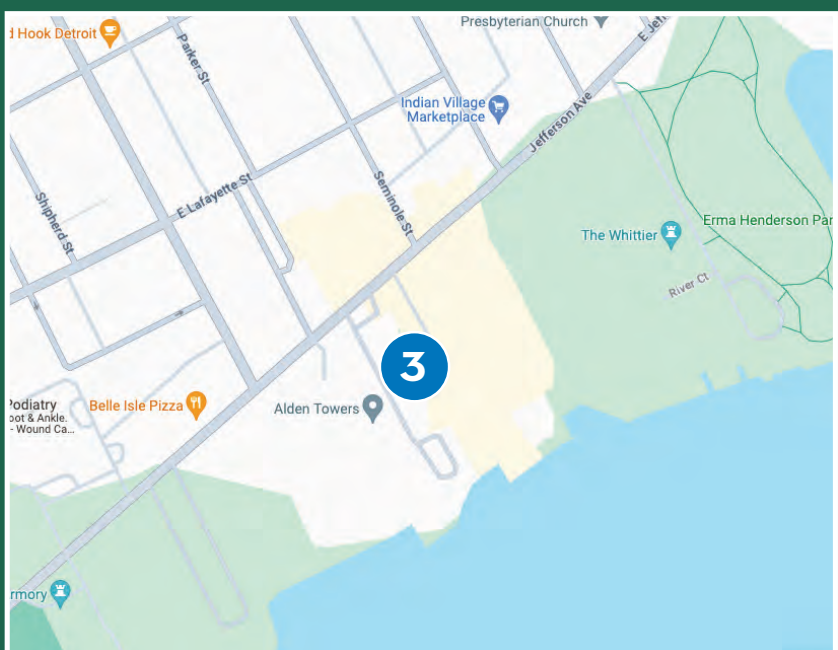 Presbyterian Church
d Hook Detroit
Parker St
E Jeff
Indian Village
Marketplace
Jefferson Ave
E Lafayette St
Seminole St
Shipherd St
The Whittier
Erma Henderson Par
River Ct
3
Podiatry
oot & Ankle.
- Wound Ca...
Belle Isle Pizza
Alden Towers
rmory